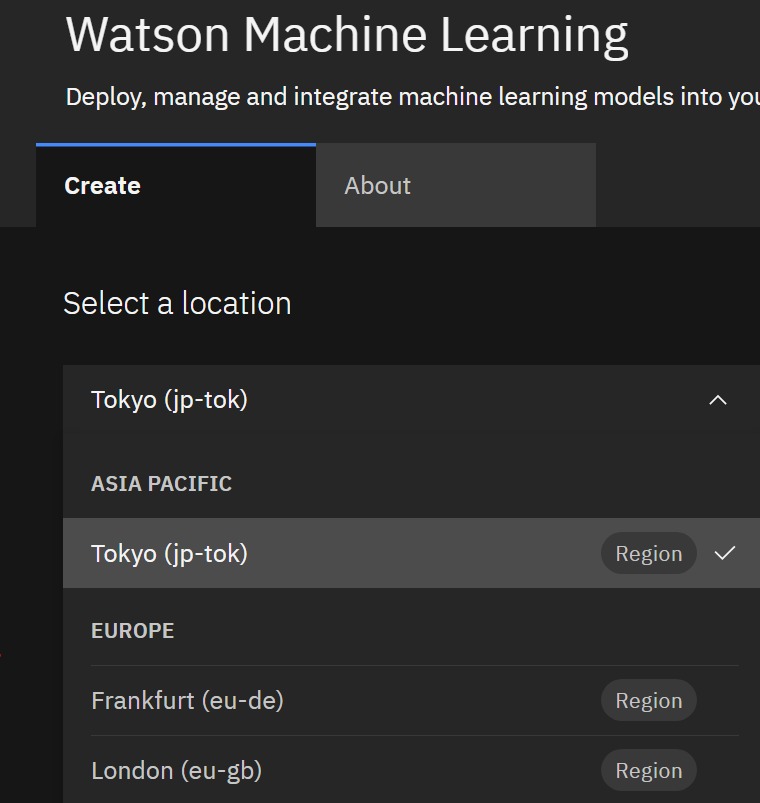 Watson Machine Learning
Deploy, manage and integrate machine learning models into
Create
About
Select a location
Tokyo (jp-tok)
ASIA PACIFIC
Tokyo (jp-tok) Region
EUROPE
Frankfurt (eu-de) Region
London (eu-gb) Region